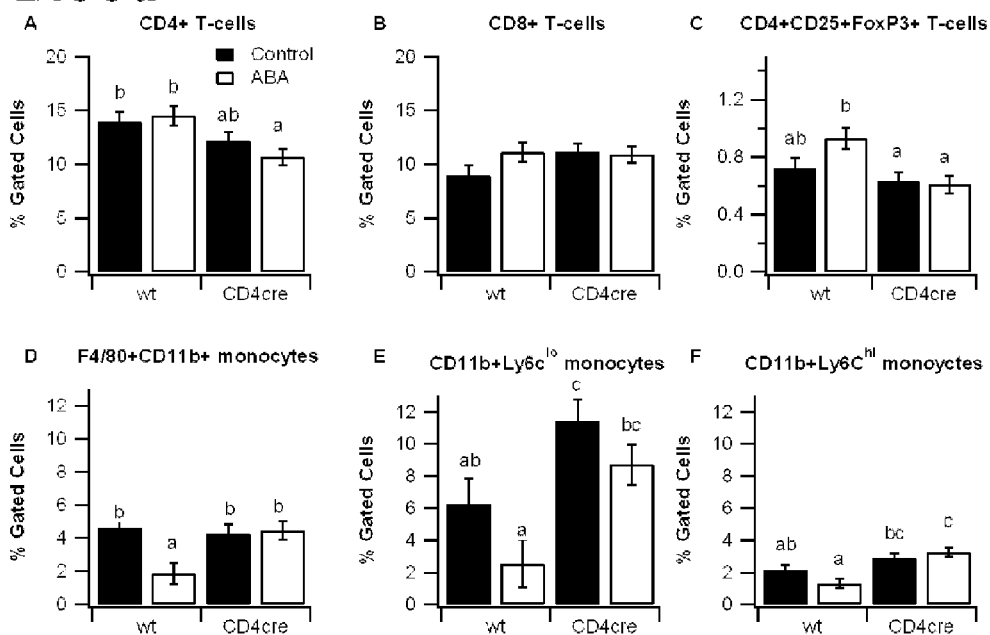 A CD4+ T-cells
Control
ABA
% Gated Cells
20
15
10
5
0
b b ab a
wt CD4cre
B CD8+ T-cells
% Gated Cells
20
15
10
5
0
wt CD4cre
C CD4+CD25+FoxP3+ T-cells
% Gated Cells
1.2
0.8
0.4
0.0
ab b a a
wt CD4cre
D F4/80+CD11b+ monocytes
% Gated Cells
12
10
8
6
4
2
0
b a b b
wt CD4cre
E CD11b+Ly6c^lo monocytes
% Gated Cells
12
10
8
6
4
2
0
ab a c bc
wt CD4cre
F CD11b+Ly6C^hi monoyctes
% Gated Cells
12
10
8
6
4
2
0
ab a bc c
wt CD4cre